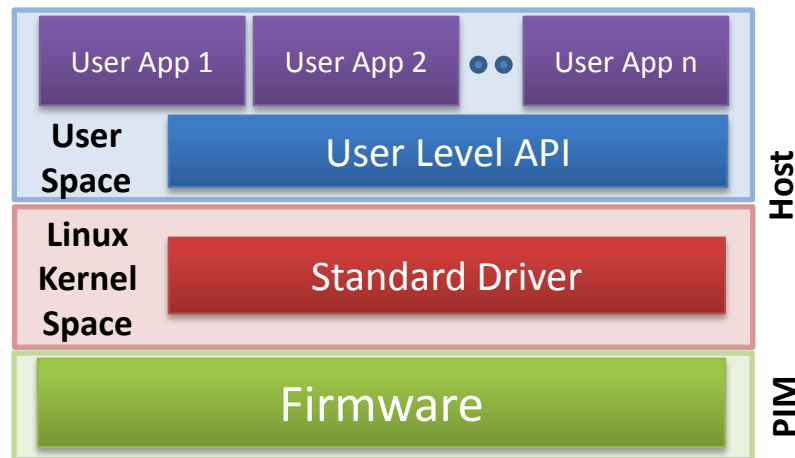 User App 1
User App 2
User App n
User
Space
User Level API
Host
Linux
Kernel
Space
Standard Driver
Firmware
PIM